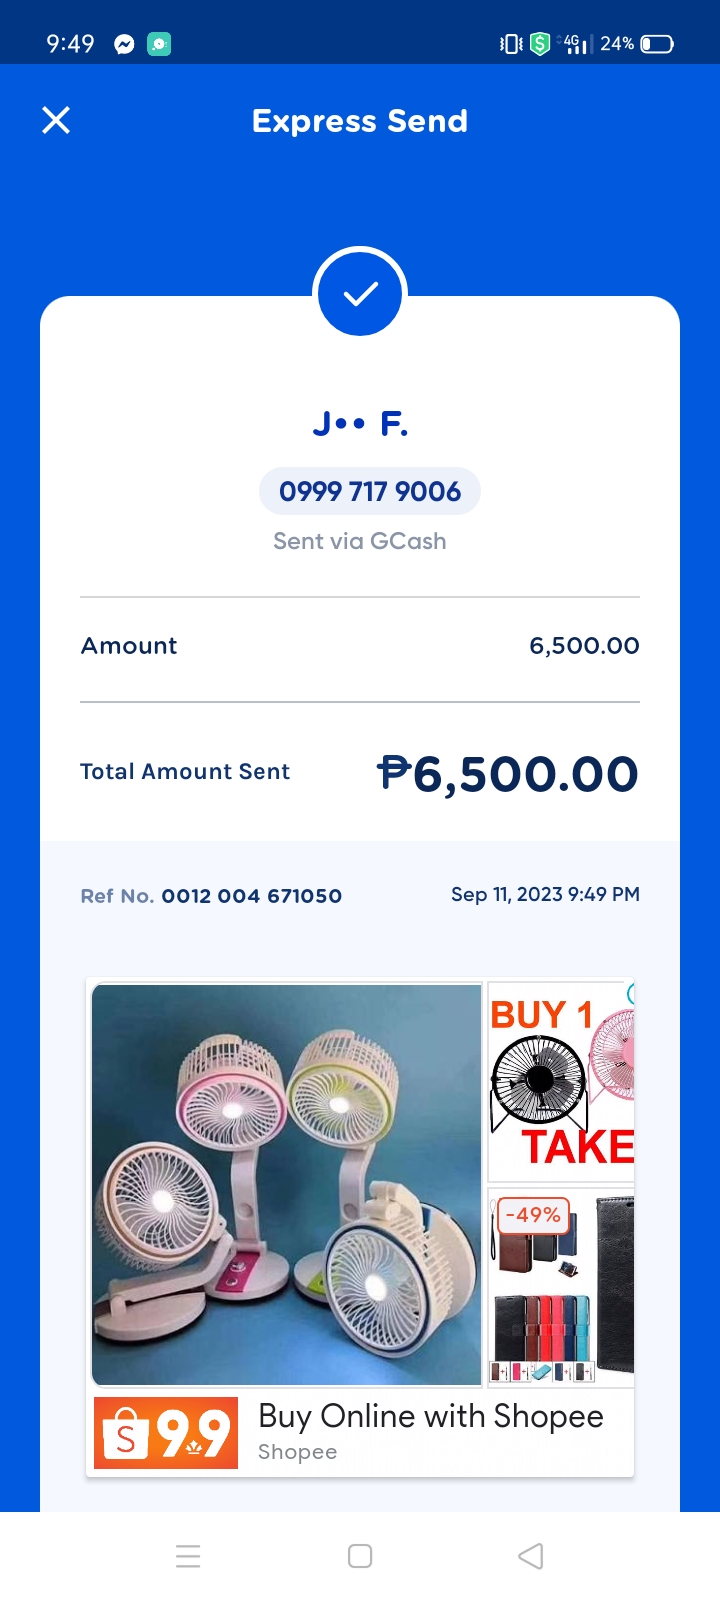 9:49
4G 24%
Express Send
J•• F.
0999 717 9006
Sent via GCash
Amount 6,500.00
Total Amount Sent ₱6,500.00
Ref No. 0012 004 671050 Sep 11, 2023 9:49 PM
BUY 1
TAKE
-49%
S 9.9
Buy Online with Shopee
Shopee